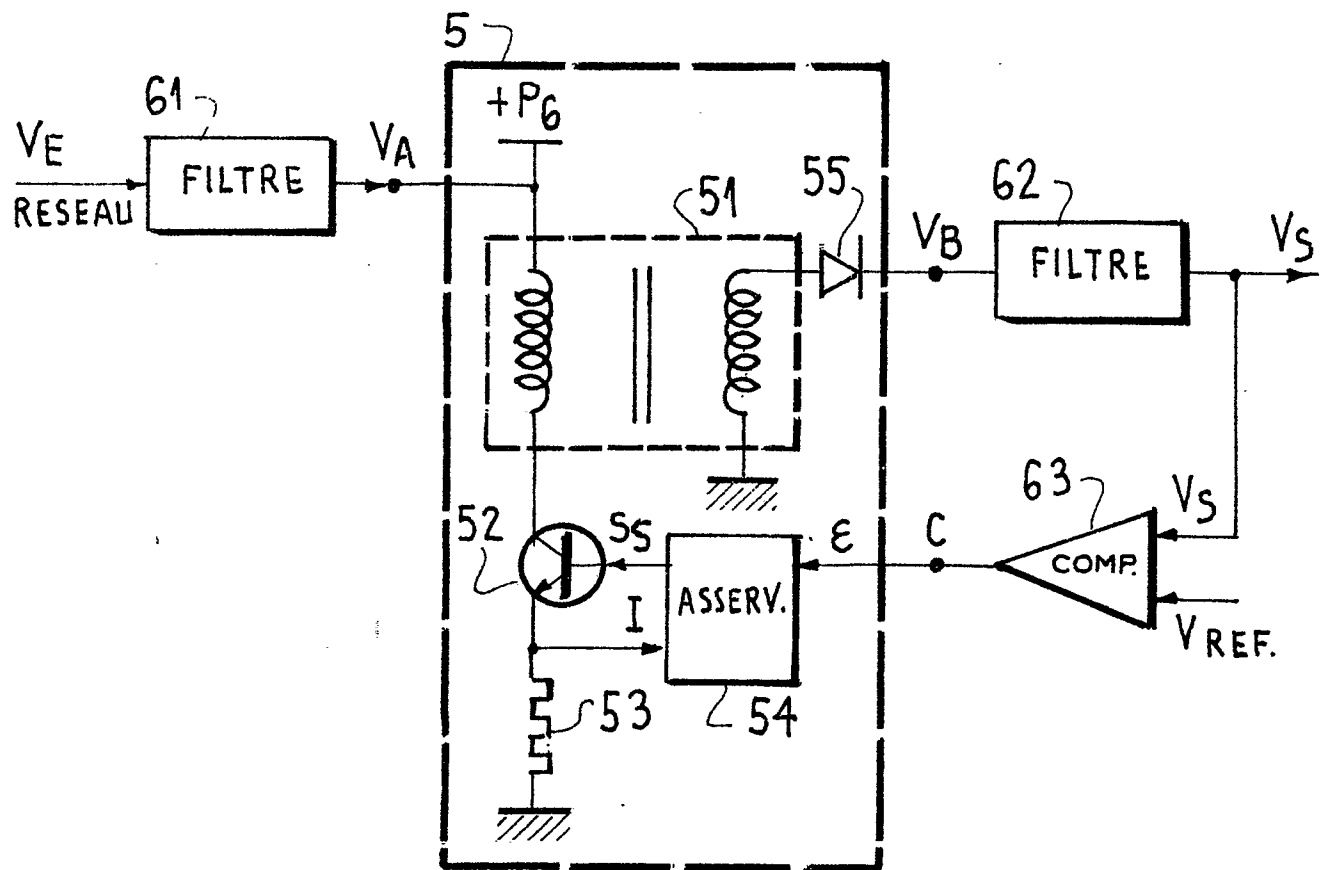 5
61
+P6
VE
FILTRE
VA
RESEAU
51
55
62
VB
FILTRE
VS
52
SS
ε
C
63
VS
COMP.
ASSERV.
I
VREF.
53
54